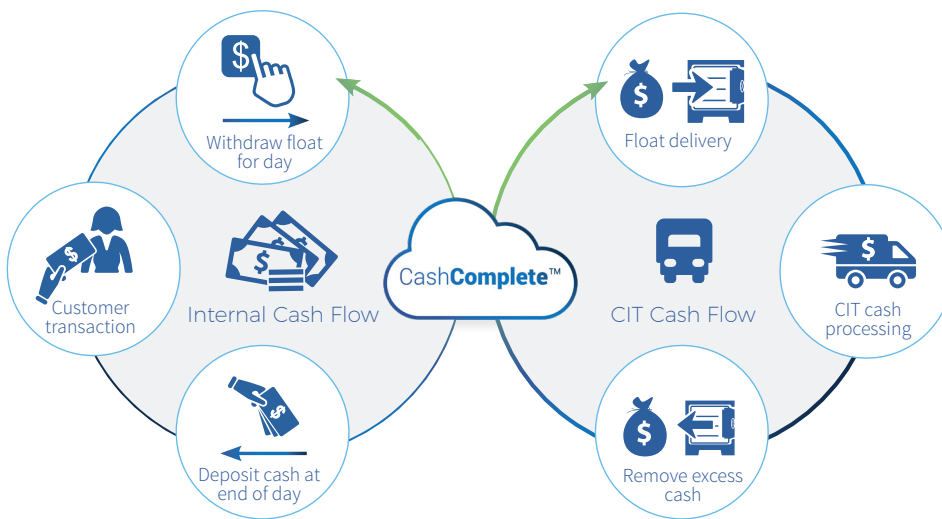 Withdraw float
for day
Customer
transaction
Internal Cash Flow
Deposit cash at
end of day
CashComplete™
Float delivery
CIT Cash Flow
CIT cash
processing
Remove excess
cash
$
$
$
$
$
$
$
$